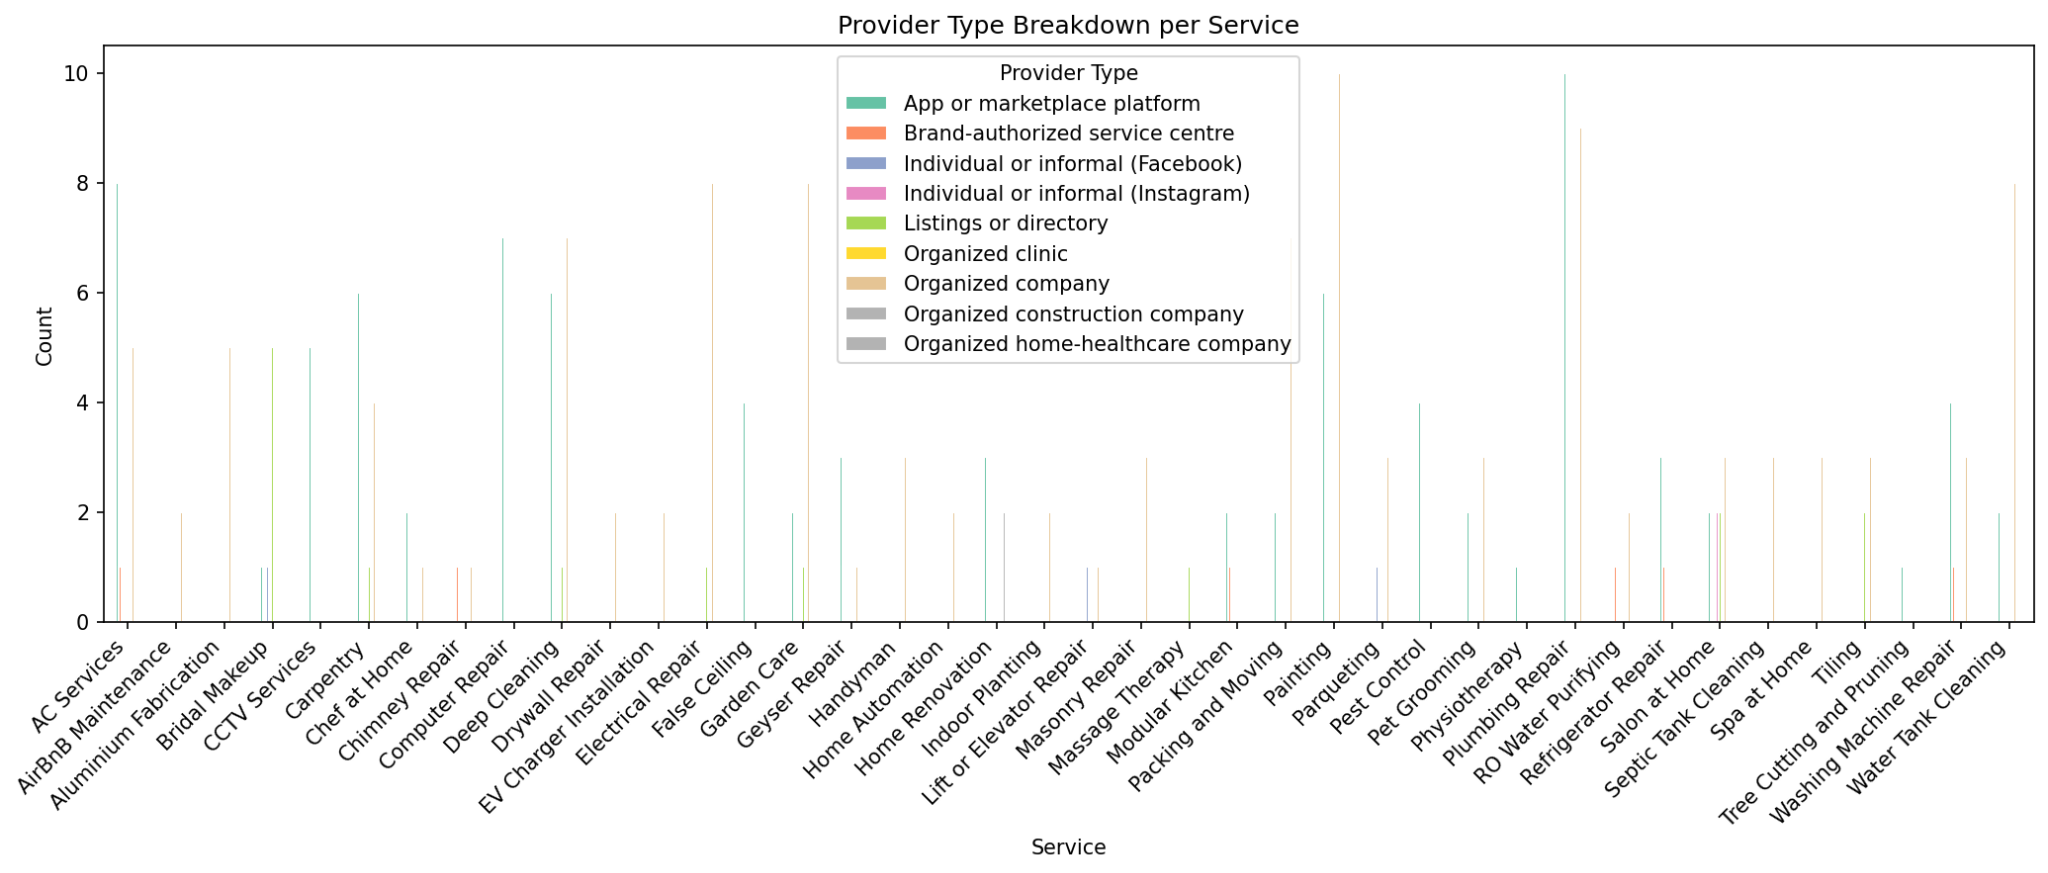 Provider Type Breakdown per Service
Provider Type
App or marketplace platform
Brand-authorized service centre
Individual or informal (Facebook)
Individual or informal (Instagram)
Listings or directory
Organized clinic
Organized company
Organized construction company
Organized home-healthcare company
Count
10
8
6
4
2
0
AC Services
AirBnB Maintenance
Aluminium Fabrication
Bridal Makeup
CCTV Services
Carpentry
Chef at Home
Chimney Repair
Computer Repair
Deep Cleaning
Drywall Repair
EV Charger Installation
Electrical Repair
False Ceiling
Garden Care
Geyser Repair
Handyman
Home Automation
Home Renovation
Indoor Planting
Lift or Elevator Repair
Masonry Repair
Massage Therapy
Modular Kitchen
Packing and Moving
Painting
Parqueting
Pest Control
Pet Grooming
Physiotherapy
Plumbing Repair
RO Water Purifying
Refrigerator Repair
Salon at Home
Septic Tank Cleaning
Spa at Home
Tiling
Tree Cutting and Pruning
Washing Machine Repair
Water Tank Cleaning
Service